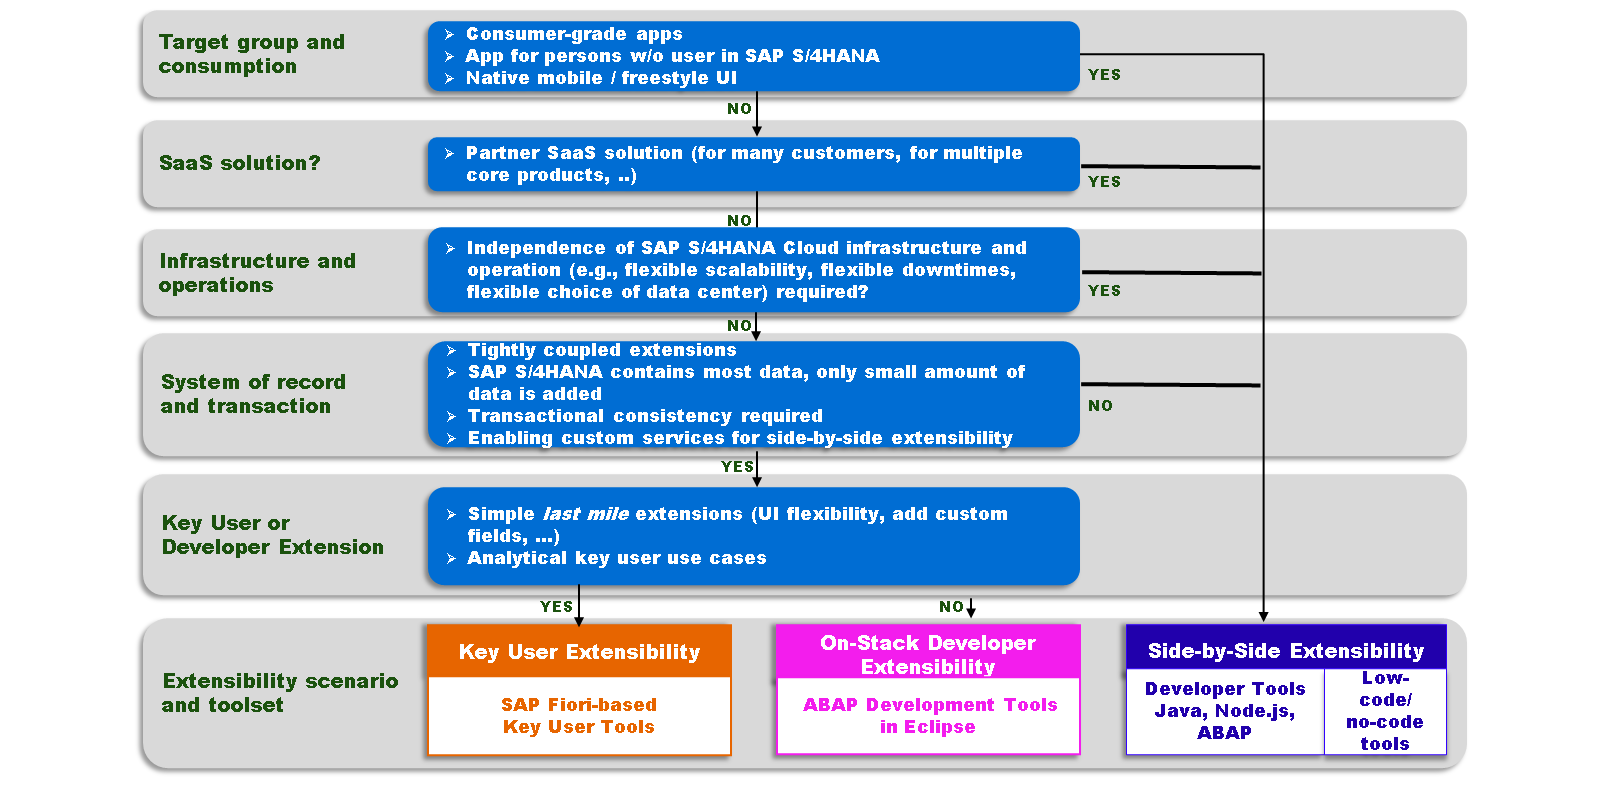 Target group and
consumption
Consumer-grade apps
App for persons w/o user in SAP S/4HANA
Native mobile / freestyle UI
YES
NO
SaaS solution?
Partner SaaS solution (for many customers, for multiple
core products, ..)
YES
NO
Infrastructure and
operations
Independence of SAP S/4HANA Cloud infrastructure and
operation (e.g., flexible scalability, flexible downtimes,
flexible choice of data center) required?
YES
NO
System of record
and transaction
Tightly coupled extensions
SAP S/4HANA contains most data, only small amount of
data is added
Transactional consistency required
Enabling custom services for side-by-side extensibility
NO
YES
Key User or
Developer Extension
Simple last mile extensions (UI flexibility, add custom
fields, ...)
Analytical key user use cases
YES
NO
Extensibility scenario
and toolset
Key User Extensibility
SAP Fiori-based
Key User Tools
On-Stack Developer
Extensibility
ABAP Development Tools
in Eclipse
Side-by-Side Extensibility
Developer Tools
Java, Node.js,
ABAP
Low-
code/
no-code
tools